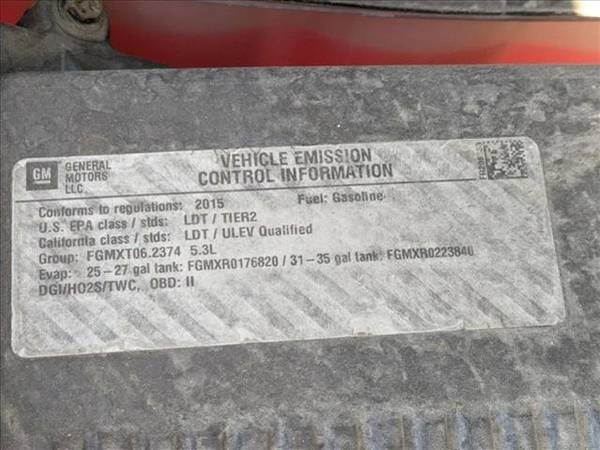 GM GENERAL MOTORS LLC
VEHICLE EMISSION
CONTROL INFORMATION
Conforms to regulations: 2015 Fuel: Gasoline
U.S. EPA class / stds: LDT / TIER2
California class / stds: LDT / ULEV Qualified
Group: FGMXT06.2374 5.3L
Evap: 25-27 gal tank: FGMXR0176820 / 31-35 gal tank: FGMXR0223840
DGI/HO2S/TWC, OBD: II